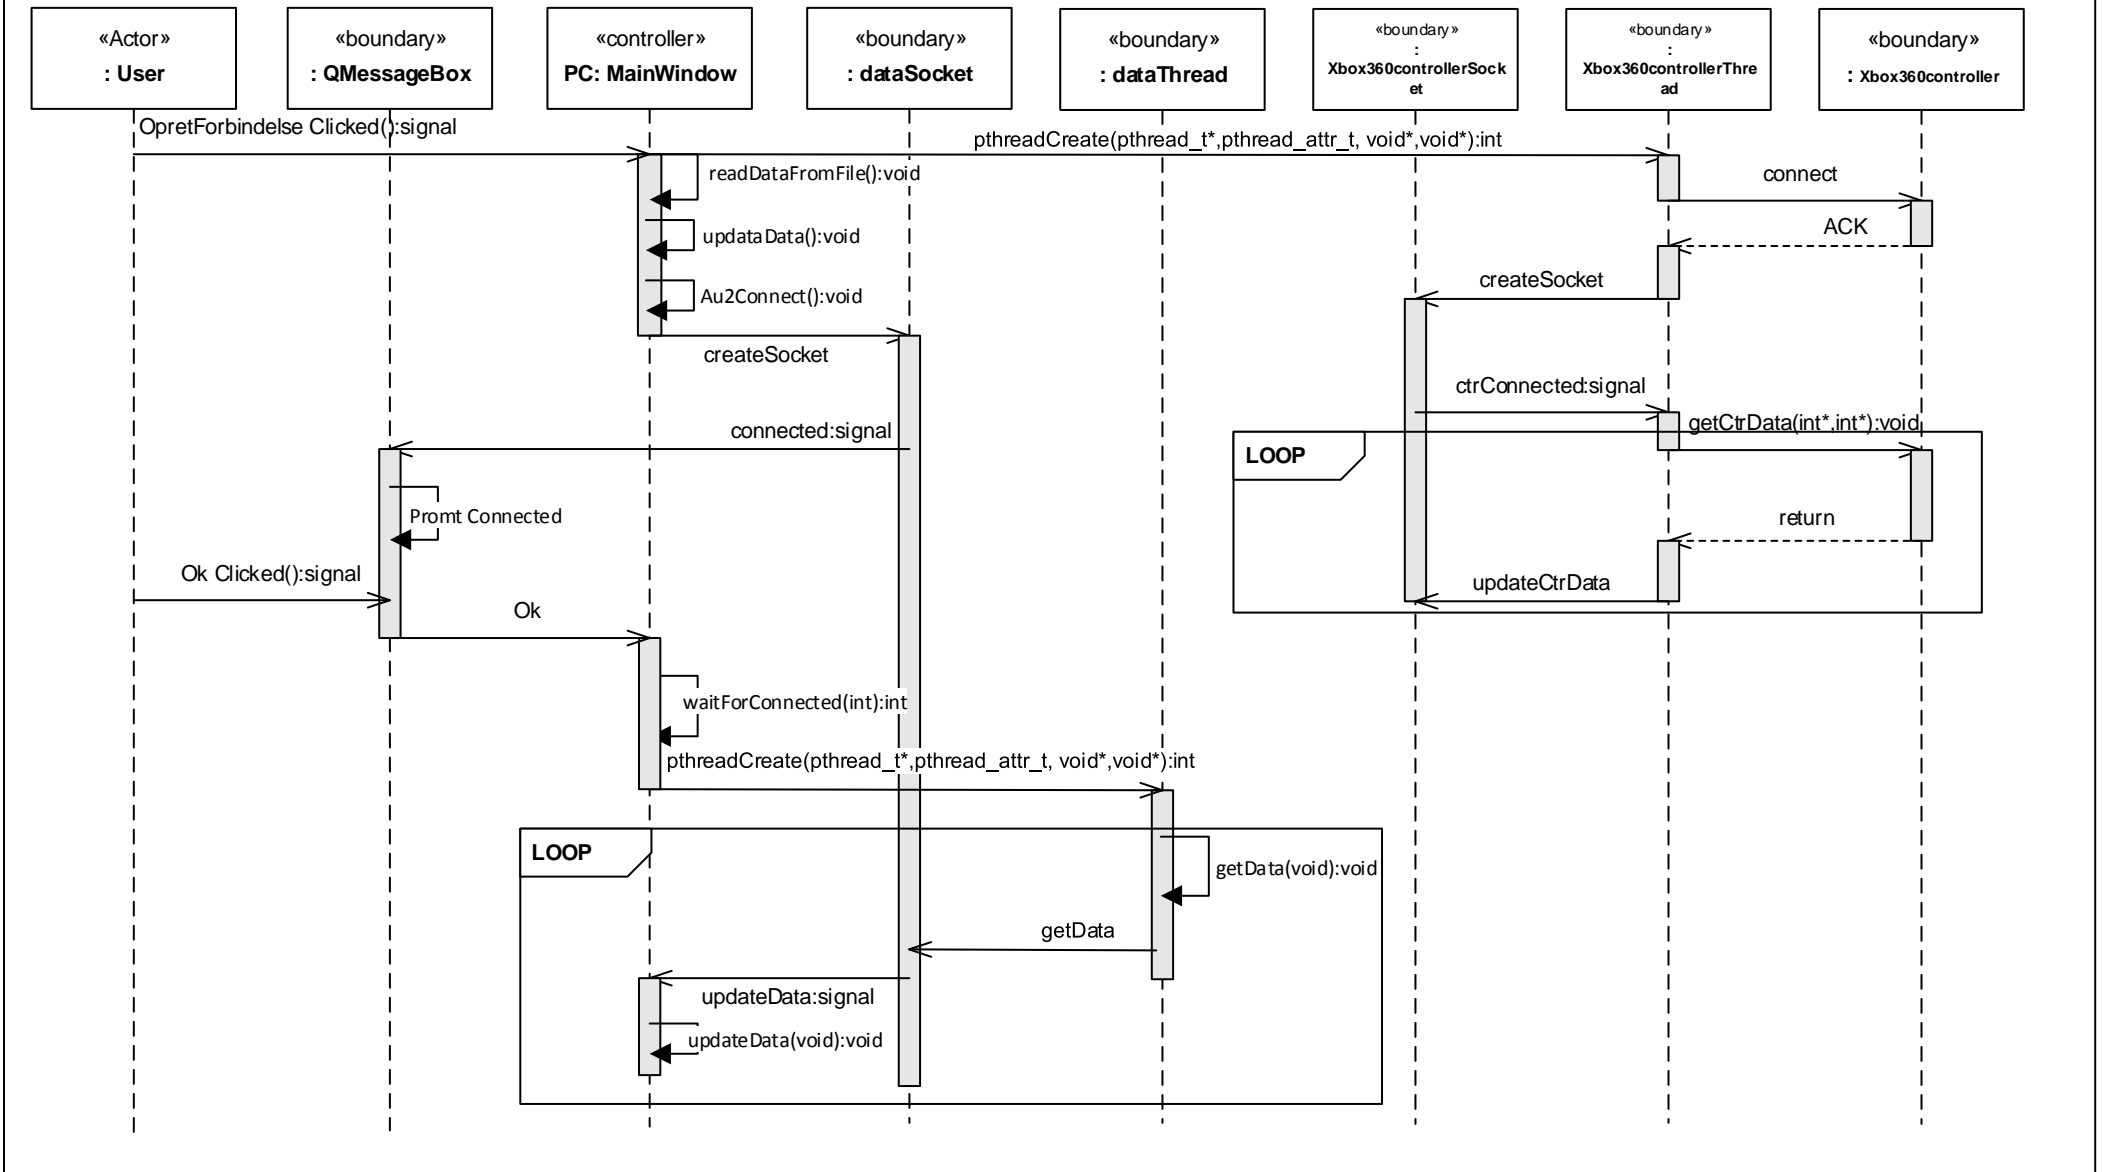 «Actor»
: User
«boundary»
: QMessageBox
«controller»
PC: MainWindow
«boundary»
: dataSocket
«boundary»
: dataThread
«boundary»
:
Xbox360controllerSock
et
«boundary»
:
Xbox360controllerThre
ad
«boundary»
: Xbox360controller
OpretForbindelse Clicked():signal
pthreadCreate(pthread_t*,pthread_attr_t, void*,void*):int
readDataFromFile():void
connect
updataData():void
ACK
Au2Connect():void
createSocket
createSocket
ctrConnected:signal
connected:signal
getCtrData(int*,int*):void
LOOP
Promt Connected
return
Ok Clicked():signal
updateCtrData
Ok
waitForConnected(int):int
pthreadCreate(pthread_t*,pthread_attr_t, void*,void*):int
LOOP
getData(void):void
getData
updateData:signal
updateData(void):void